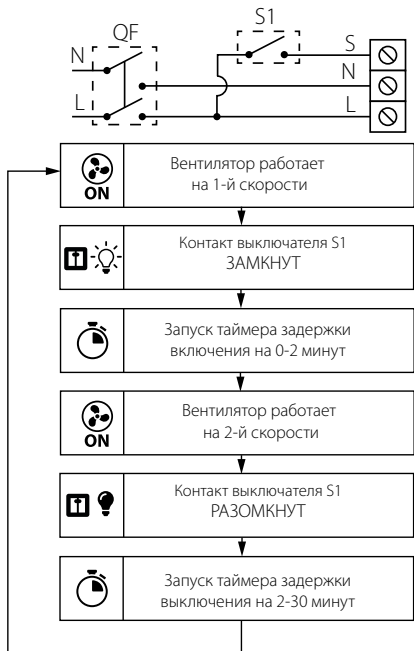 QF
S1
N
S
N
L
L
ON
Вентилятор работает
на 1-й скорости
Контакт выключателя S1
ЗАМКНУТ
Запуск таймера задержки
включения на 0-2 минут
ON
Вентилятор работает
на 2-й скорости
Контакт выключателя S1
РАЗОМКНУТ
Запуск таймера задержки
выключения на 2-30 минут